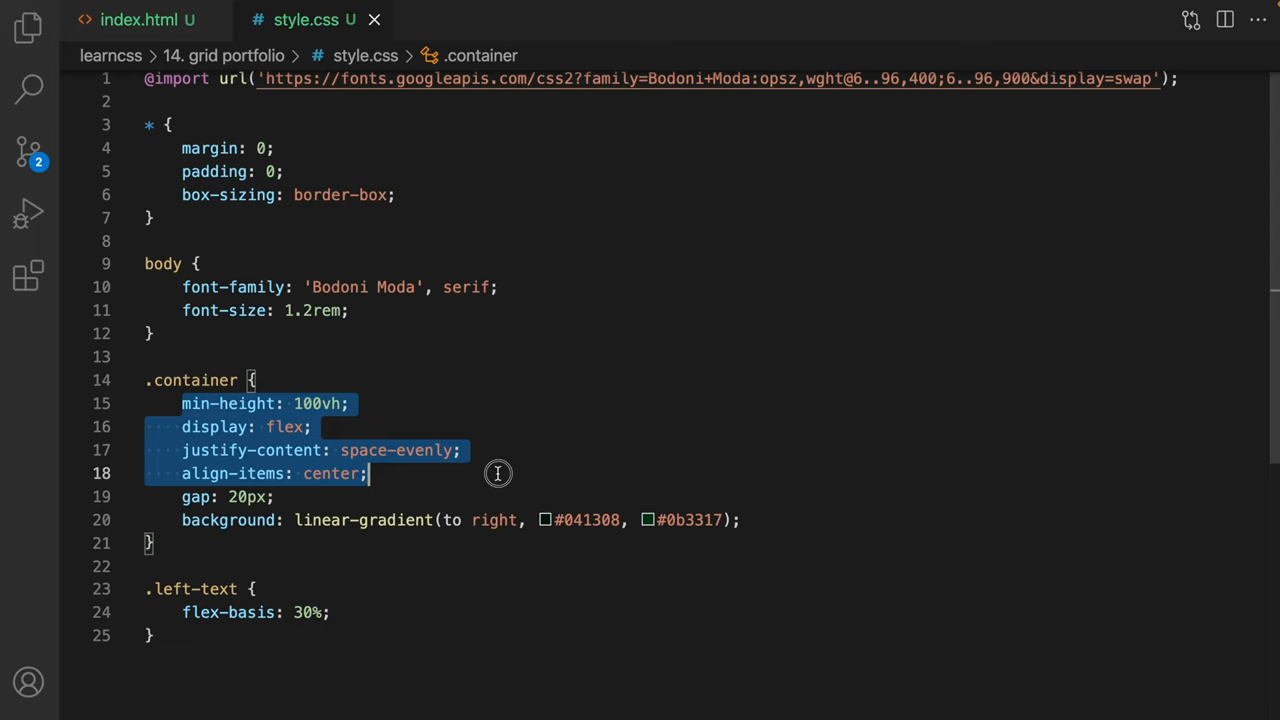 index.html U
style.css U
learncss > 14. grid portfolio > # style.css > .container
1 @import url('https://fonts.googleapis.com/css2?family=Bodoni+Moda:opsz,wght@6..96,400;6..96,900&display=swap');
2
3 * {
4 margin: 0;
5 padding: 0;
6 box-sizing: border-box;
7 }
8
9 body {
10 font-family: 'Bodoni Moda', serif;
11 font-size: 1.2rem;
12 }
13
14 .container {
15 min-height: 100vh;
16 display: flex;
17 justify-content: space-evenly;
18 align-items: center;
19 gap: 20px;
20 background: linear-gradient(to right, #041308, #0b3317);
21 }
22
23 .left-text {
24 flex-basis: 30%;
25 }
2